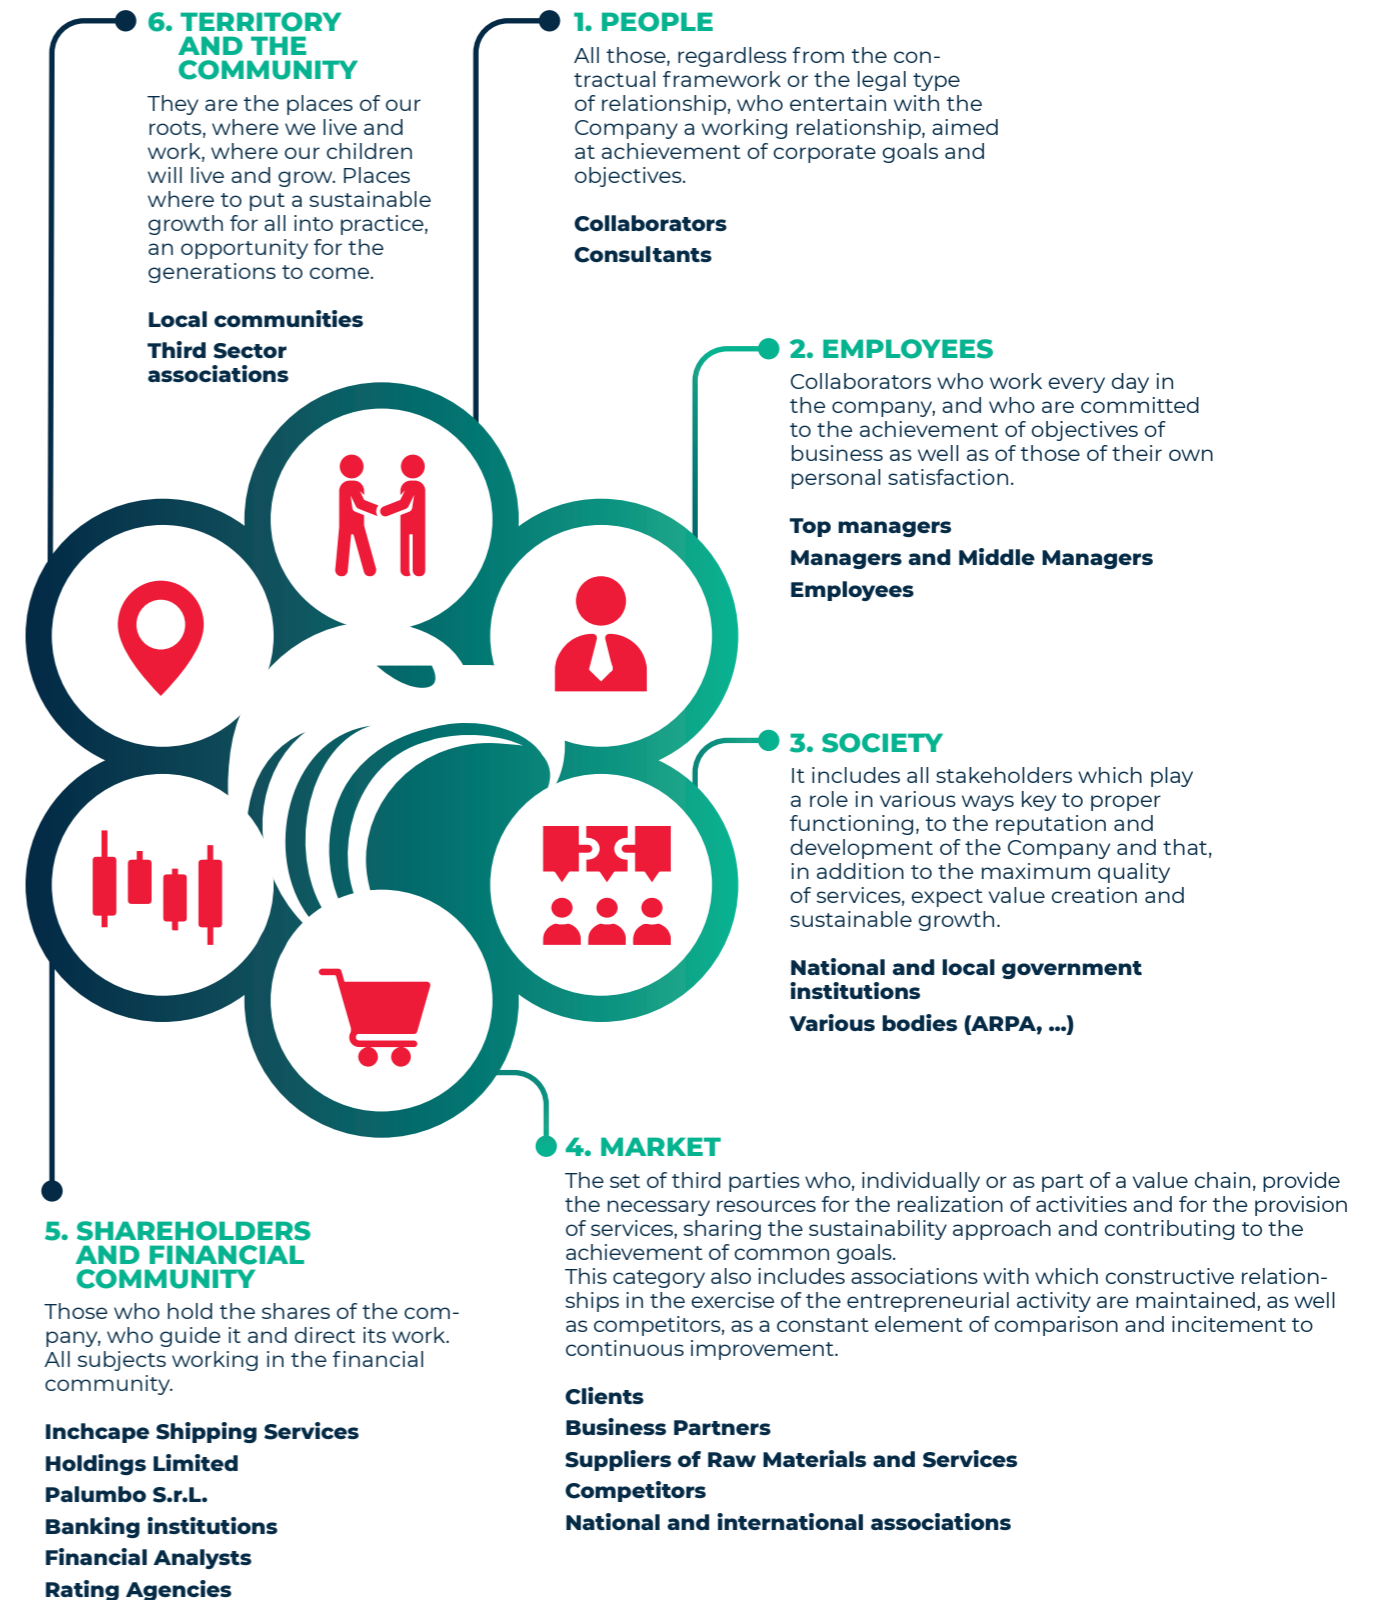 6. TERRITORY
AND THE
COMMUNITY
They are the places of our
roots, where we live and
work, where our children
will live and grow. Places
where to put a sustainable
growth for all into practice,
an opportunity for the
generations to come.
Local communities
Third Sector
associations
1. PEOPLE
All those, regardless from the con-
tractual framework or the legal type
of relationship, who entertain with the
Company a working relationship, aimed
at achievement of corporate goals and
objectives.
Collaborators
Consultants
2. EMPLOYEES
Collaborators who work every day in
the company, and who are committed
to the achievement of objectives of
business as well as of those of their own
personal satisfaction.
Top managers
Managers and Middle Managers
Employees
3. SOCIETY
It includes all stakeholders which play
a role in various ways key to proper
functioning, to the reputation and
development of the Company and that,
in addition to the maximum quality
of services, expect value creation and
sustainable growth.
National and local government
institutions
Various bodies (ARPA, ...)
4. MARKET
The set of third parties who, individually or as part of a value chain, provide
the necessary resources for the realization of activities and for the provision
of services, sharing the sustainability approach and contributing to the
achievement of common goals.
This category also includes associations with which constructive relation-
ships in the exercise of the entrepreneurial activity are maintained, as well
as competitors, as a constant element of comparison and incitement to
continuous improvement.
Clients
Business Partners
Suppliers of Raw Materials and Services
Competitors
National and international associations
5. SHAREHOLDERS
AND FINANCIAL
COMMUNITY
Those who hold the shares of the com-
pany, who guide it and direct its work.
All subjects working in the financial
community.
Inchcape Shipping Services
Holdings Limited
Palumbo S.r.L.
Banking institutions
Financial Analysts
Rating Agencies